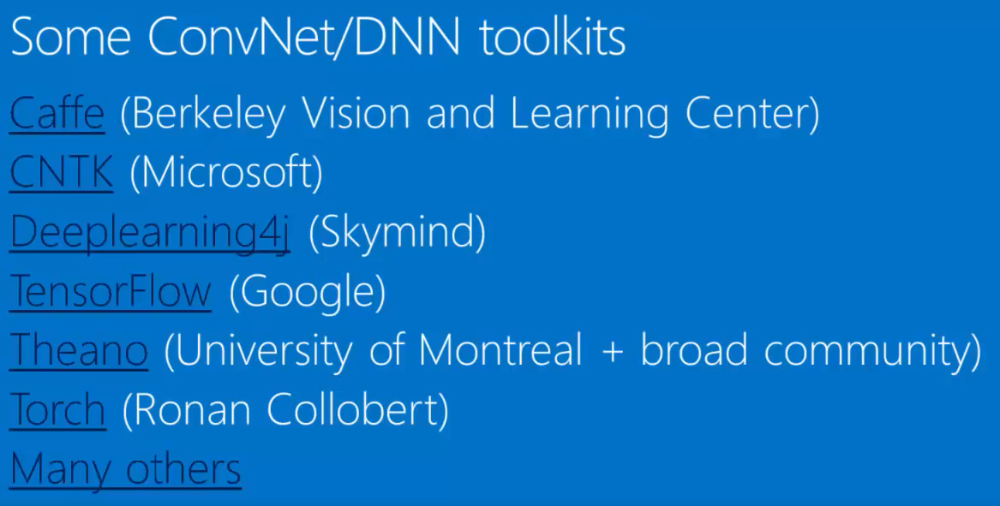 Some ConvNet/DNN toolkits
Caffe (Berkeley Vision and Learning Center)
CNTK (Microsoft)
Deeplearning4j (Skymind)
TensorFlow (Google)
Theano (University of Montreal + broad community)
Torch (Ronan Collobert)
Many others